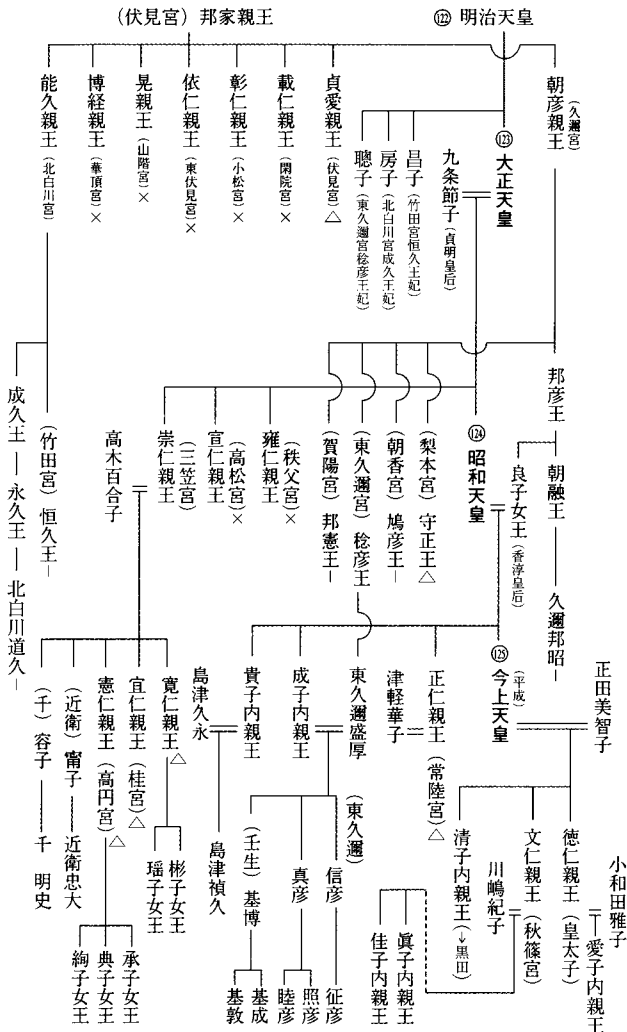 （伏見宮）邦家親王
122 明治天皇
朝彦親王（久邇宮）
貞愛親王（伏見宮）△
載仁親王（閑院宮）×
彰仁親王（小松宮）×
依仁親王（東伏見宮）×
晃親王（山階宮）×
博経親王（華頂宮）×
能久親王（北白川宮）
123 大正天皇
九条節子（貞明皇后）
昌子（竹田宮恒久王妃）
房子（北白川宮成久王妃）
聰子（東久邇宮稔彦王妃）
邦彦王
朝融王
久邇邦昭－
良子女王（香淳皇后）
124 昭和天皇
（梨本宮）守正王△
（朝香宮）鳩彦王－
（東久邇宮）稔彦王
（賀陽宮）邦憲王－
雍仁親王（秩父宮）×
宣仁親王（高松宮）×
崇仁親王（三笠宮）
高木百合子
（竹田宮）恒久王－
成久王
永久王
北白川道久－
正田美智子
125 今上天皇（平成）
正仁親王（常陸宮）△
津軽華子
東久邇盛厚
成子内親王
貴子内親王
島津久永
島津禎久
寛仁親王△
宜仁親王（桂宮）△
憲仁親王（高円宮）△
（近衛）甯子
近衛忠大
（千）容子
千 明史
小和田雅子
徳仁親王（皇太子）
愛子内親王
文仁親王（秋篠宮）
川嶋紀子
清子内親王（→黒田）
眞子内親王
佳子内親王
（東久邇）信彦
征彦
真彦
照彦
睦彦
（壬生）基博
基成
基敦
彬子女王
瑶子女王
承子女王
典子女王
絢子女王